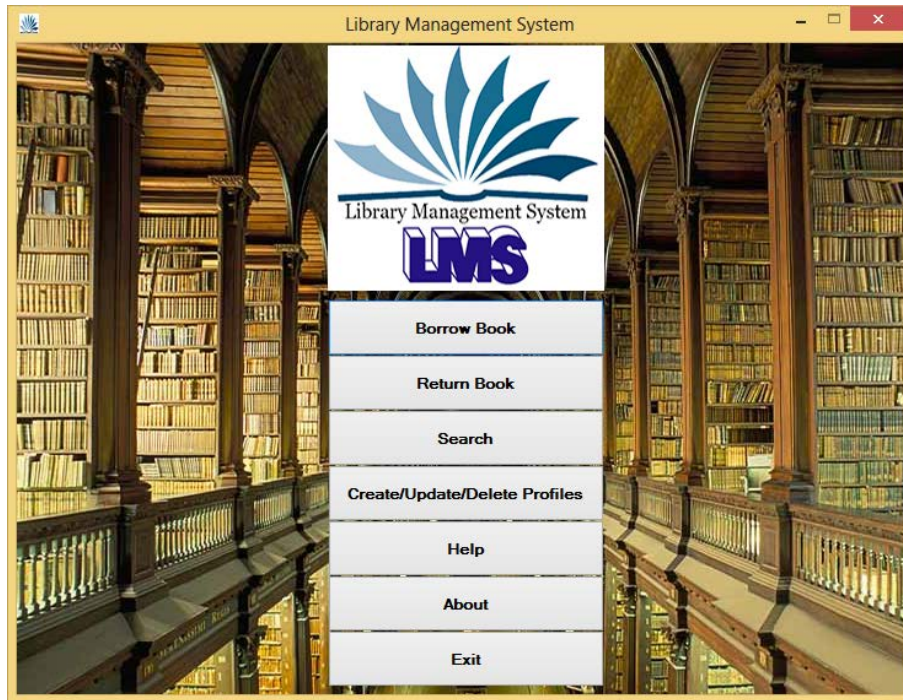 Library Management System
Library Management System
LMS
Borrow Book
Return Book
Search
Create/Update/Delete Profiles
Help
About
Exit